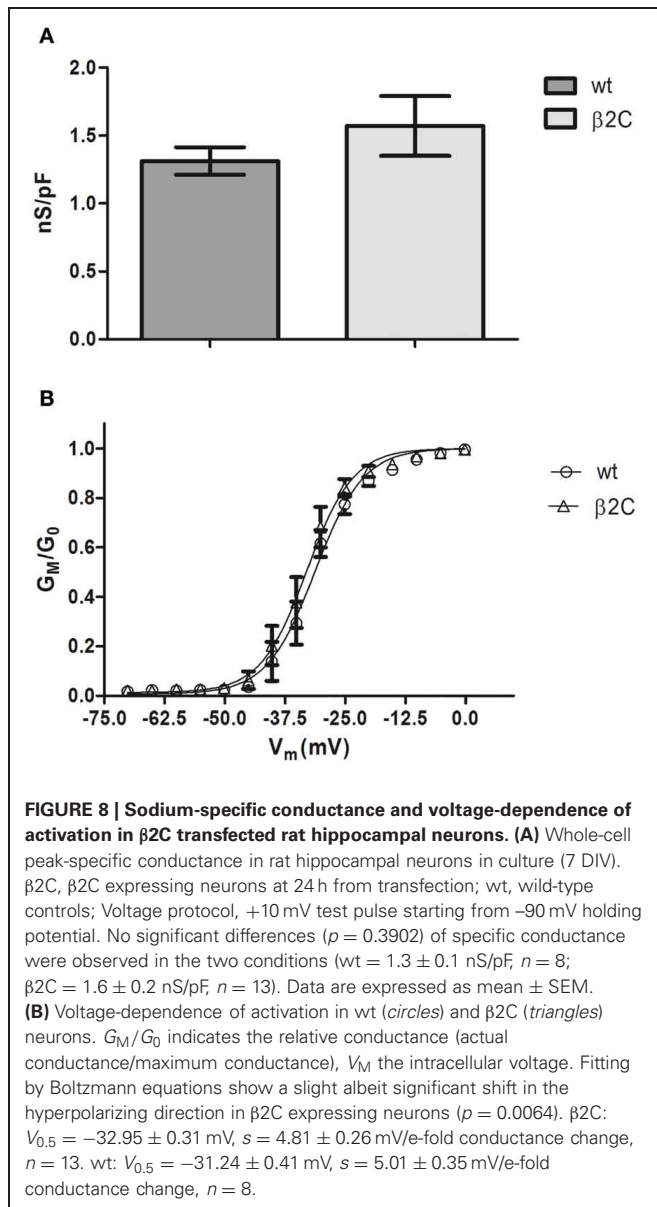 A
2.0
1.5
1.0
0.5
0.0
nS/pF
wt
β2C
B
1.0
0.8
0.6
0.4
0.2
0.0
G_M/G_0
-75.0 -62.5 -50.0 -37.5 -25.0 -12.5 0.0
V_m (mV)
wt
β2C
FIGURE 8 | Sodium-specific conductance and voltage-dependence of
activation in β2C transfected rat hippocampal neurons. (A) Whole-cell
peak-specific conductance in rat hippocampal neurons in culture (7 DIV).
β2C, β2C expressing neurons at 24 h from transfection; wt, wild-type
controls; Voltage protocol, +10 mV test pulse starting from –90 mV holding
potential. No significant differences (p = 0.3902) of specific conductance
were observed in the two conditions (wt = 1.3 ± 0.1 nS/pF, n = 8;
β2C = 1.6 ± 0.2 nS/pF, n = 13). Data are expressed as mean ± SEM.
(B) Voltage-dependence of activation in wt (circles) and β2C (triangles)
neurons. G_M/G_0 indicates the relative conductance (actual
conductance/maximum conductance), V_M the intracellular voltage. Fitting
by Boltzmann equations show a slight albeit significant shift in the
hyperpolarizing direction in β2C expressing neurons (p = 0.0064). β2C:
V_0.5 = −32.95 ± 0.31 mV, s = 4.81 ± 0.26 mV/e-fold conductance change,
n = 13. wt: V_0.5 = −31.24 ± 0.41 mV, s = 5.01 ± 0.35 mV/e-fold
conductance change, n = 8.